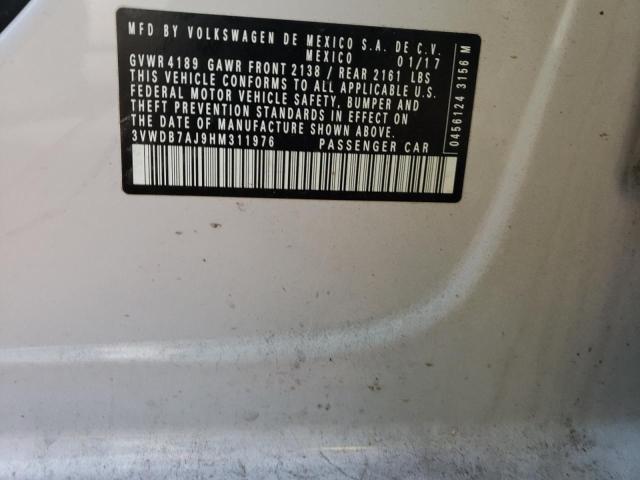 MFD BY VOLKSWAGEN DE MEXICO S.A. DE C.V.
MEXICO 01/17
GVWR 4189 GAWR FRONT 2138 / REAR 2161 LBS
THIS VEHICLE CONFORMS TO ALL APPLICABLE U.S.
FEDERAL MOTOR VEHICLE SAFETY, BUMPER AND
THEFT PREVENTION STANDARDS IN EFFECT ON
THE DATE OF MANUFACTURE SHOWN ABOVE.
3VWDB7AJ9HM311976 PASSENGER CAR
0456124 3156 M